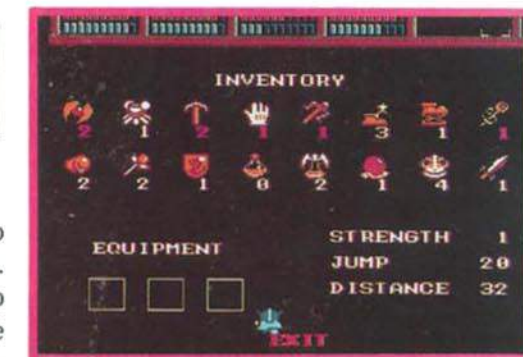 INVENTORY
2 1 2 1 1 3 1 1
2 2 1 0 2 1 4 1
EQUIPMENT
STRENGTH 1
JUMP 20
DISTANCE 32
EXIT